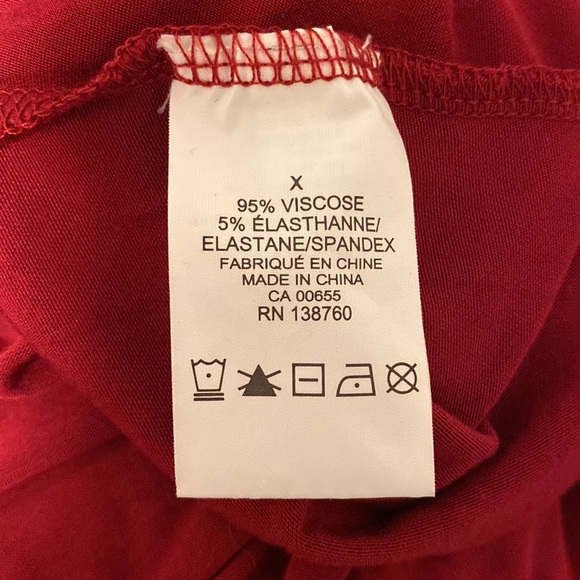 X
95% VISCOSE
5% ÉLASTHANNE/
ELASTANE/SPANDEX
FABRIQUÉ EN CHINE
MADE IN CHINA
CA 00655
RN 138760